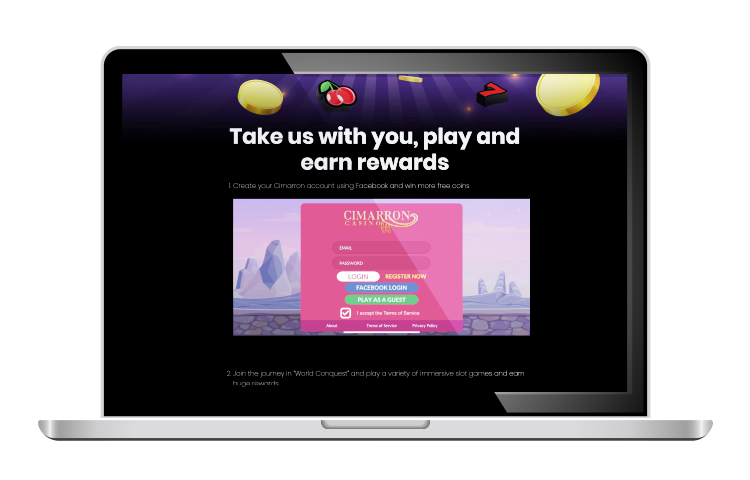 Take us with you, play and
earn rewards
1. Create your Cimarron account using Facebook and win more free coins
CIMARRON
CASINO
EMAIL
PASSWORD
LOGIN REGISTER NOW
FACEBOOK LOGIN
PLAY AS A GUEST
I accept the Terms of Service
About Terms of Service Privacy Policy
2. Join the journey in "World Conquest" and play a variety of immersive slot games and earn
huge rewards